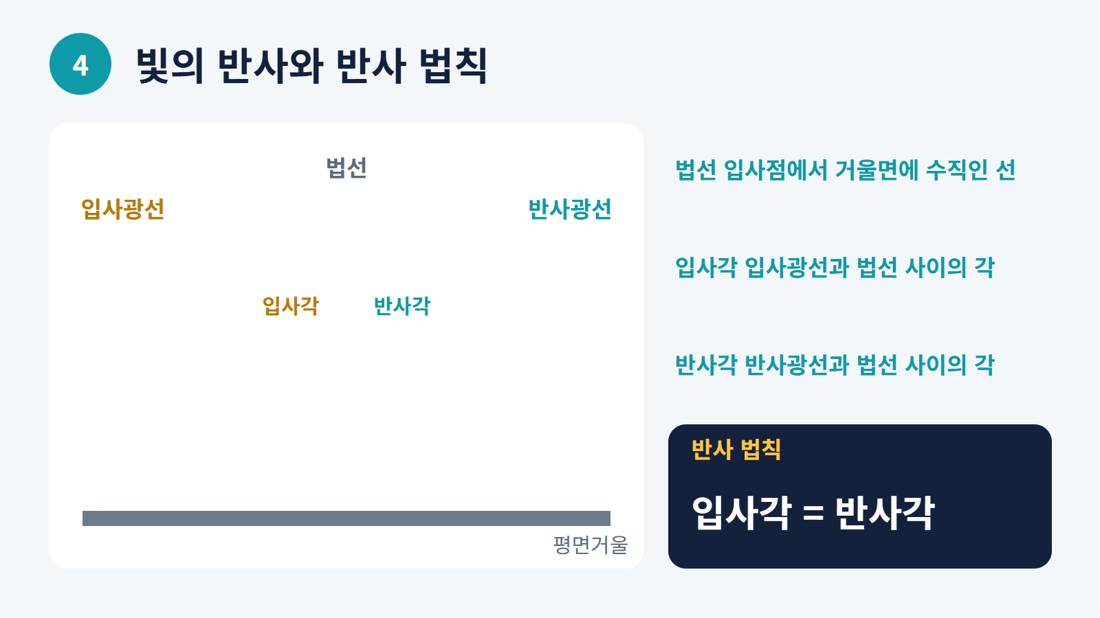 4
빛의 반사와 반사 법칙
법선
입사광선
반사광선
입사각
반사각
평면거울
법선 입사점에서 거울면에 수직인 선
입사각 입사광선과 법선 사이의 각
반사각 반사광선과 법선 사이의 각
반사 법칙
입사각 = 반사각